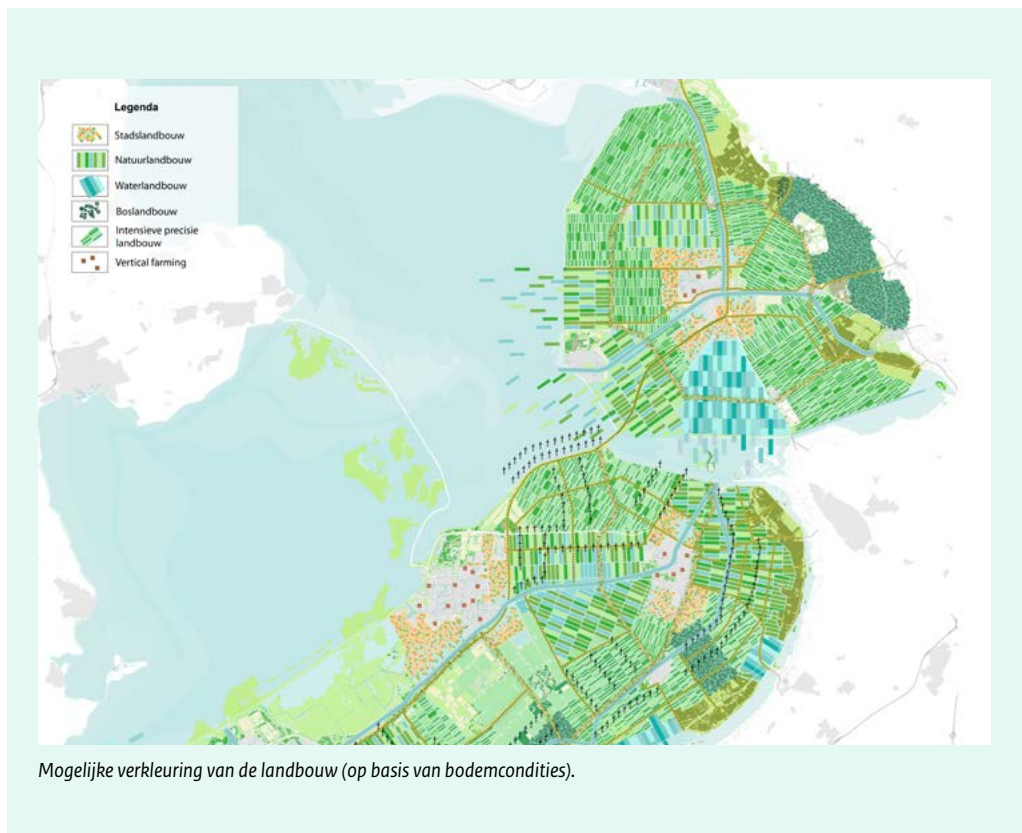 Legenda
Stadslandbouw
Natuurlandbouw
Waterlandbouw
Boslandbouw
Intensieve precisie
landbouw
Vertical farming
Mogelijke verkleuring van de landbouw (op basis van bodemcondities).